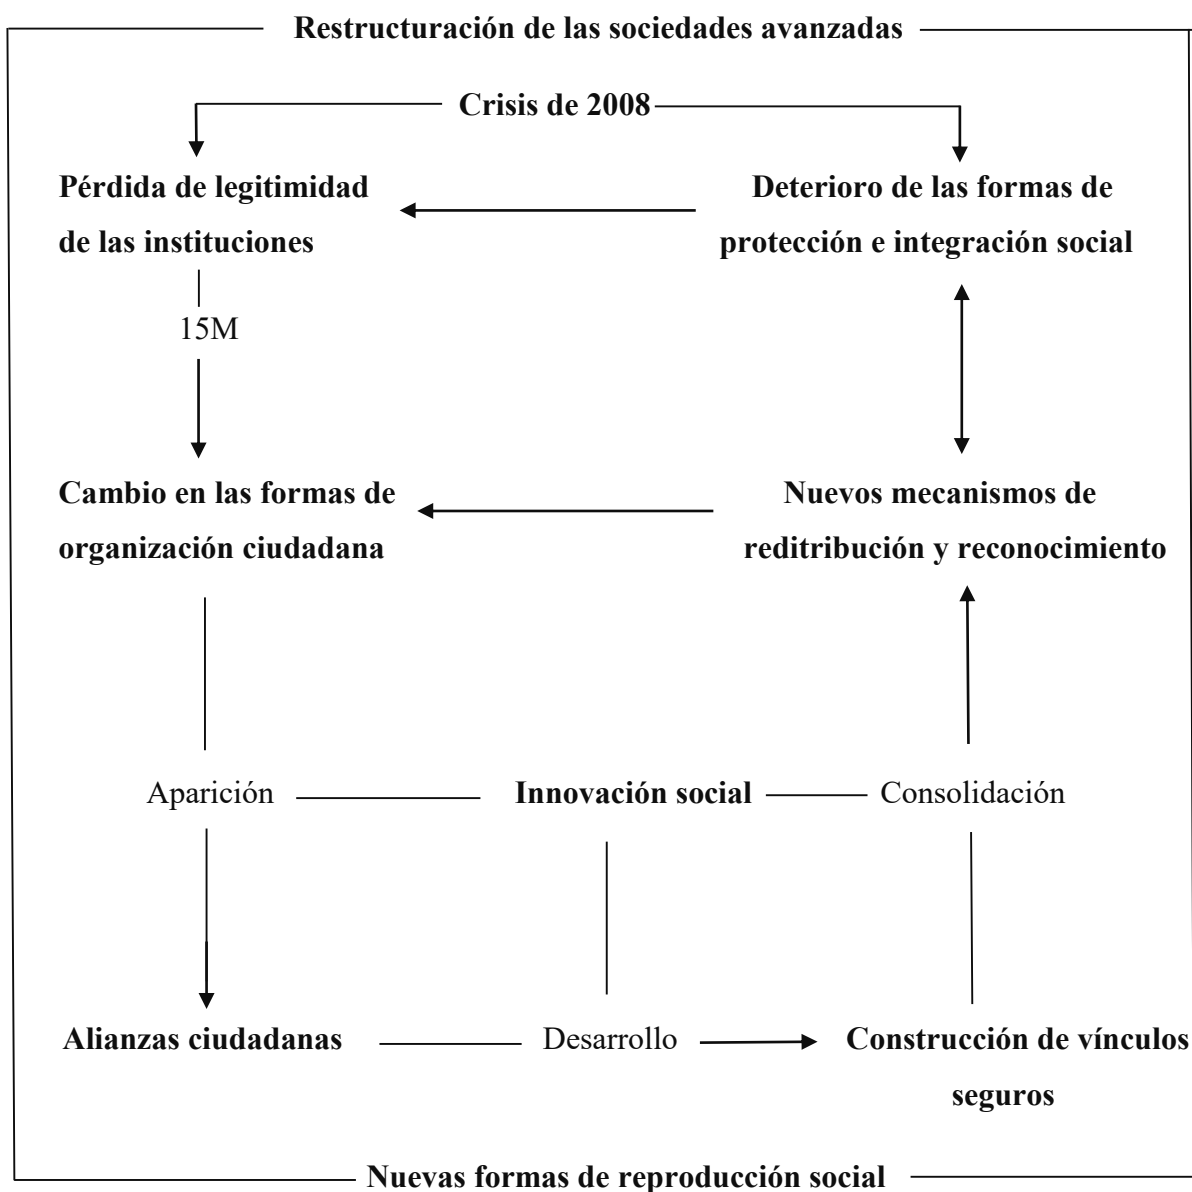 Restructuración de las sociedades avanzadas
Crisis de 2008
Pérdida de legitimidad
de las instituciones
Deterioro de las formas de
protección e integración social
15M
Cambio en las formas de
organización ciudadana
Nuevos mecanismos de
reditribución y reconocimiento
Aparición
Innovación social
Consolidación
Alianzas ciudadanas
Desarrollo
Construcción de vínculos
seguros
Nuevas formas de reproducción social